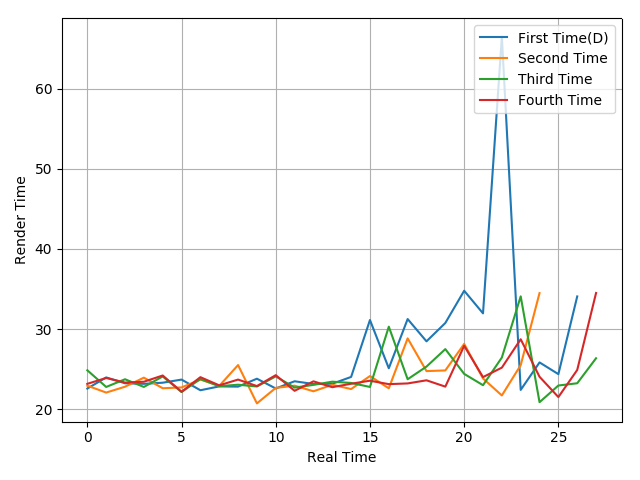 First Time(D)
Second Time
Third Time
Fourth Time
60
50
40
30
20
Render Time
0 5 10 15 20 25
Real Time